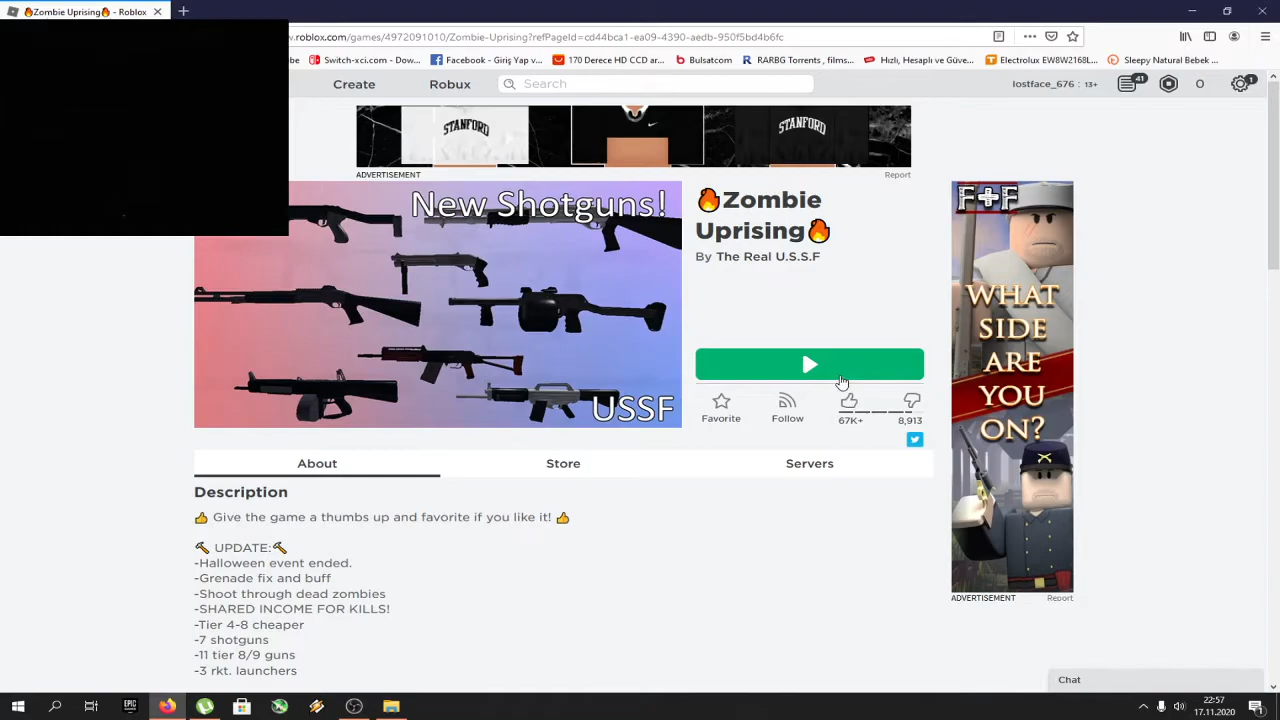 🔥Zombie Uprising🔥 - Roblox
.roblox.com/games/4972091010/Zombie-Uprising?refPageId=cd44bca1-ea09-4390-aedb-950f5bd4b6fc
be Switch-xci.com - Dow... Facebook - Giriş Yap v... 170 Derece HD CCD ar... Bulsatcom RARBG Torrents , films... Hızlı, Hesaplı ve Güve... Electrolux EW8W2168L... Sleepy Natural Bebek ...
Create Robux Search lostface_676 : 13+ 41 0 1
STANFORD STANFORD
ADVERTISEMENT Report
New Shotguns!
USSF
🔥Zombie
Uprising🔥
By The Real U.S.S.F
Favorite Follow 67K+ 8,913
F+F
WHAT
SIDE
ARE
YOU
ON?
ADVERTISEMENT Report
About Store Servers
Description
👍 Give the game a thumbs up and favorite if you like it! 👍
🔨 UPDATE:🔨
-Halloween event ended.
-Grenade fix and buff
-Shoot through dead zombies
-SHARED INCOME FOR KILLS!
-Tier 4-8 cheaper
-7 shotguns
-11 tier 8/9 guns
-3 rkt. launchers
Chat
EPIC
22:57
17.11.2020